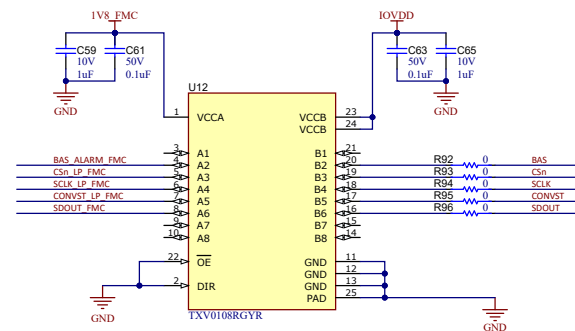 1V8_FMC
IOVDD
C59
10V
1uF
C61
50V
0.1uF
C63
50V
0.1uF
C65
10V
1uF
GND
GND
U12
1
VCCA
VCCB
23
VCCB
24
3
A1
B1
21
BAS_ALARM_FMC
4
A2
B2
20
R92
0
BAS
CSn_LP_FMC
5
A3
B3
19
R93
0
CSn
SCLK_LP_FMC
6
A4
B4
18
R94
0
SCLK
CONVST_LP_FMC
7
A5
B5
17
R95
0
CONVST
SDOUT_FMC
8
A6
B6
16
R96
0
SDOUT
9
A7
B7
15
10
A8
B8
14
22
OE
GND
11
GND
12
2
DIR
GND
13
PAD
25
GND
TXV0108RGYR
GND